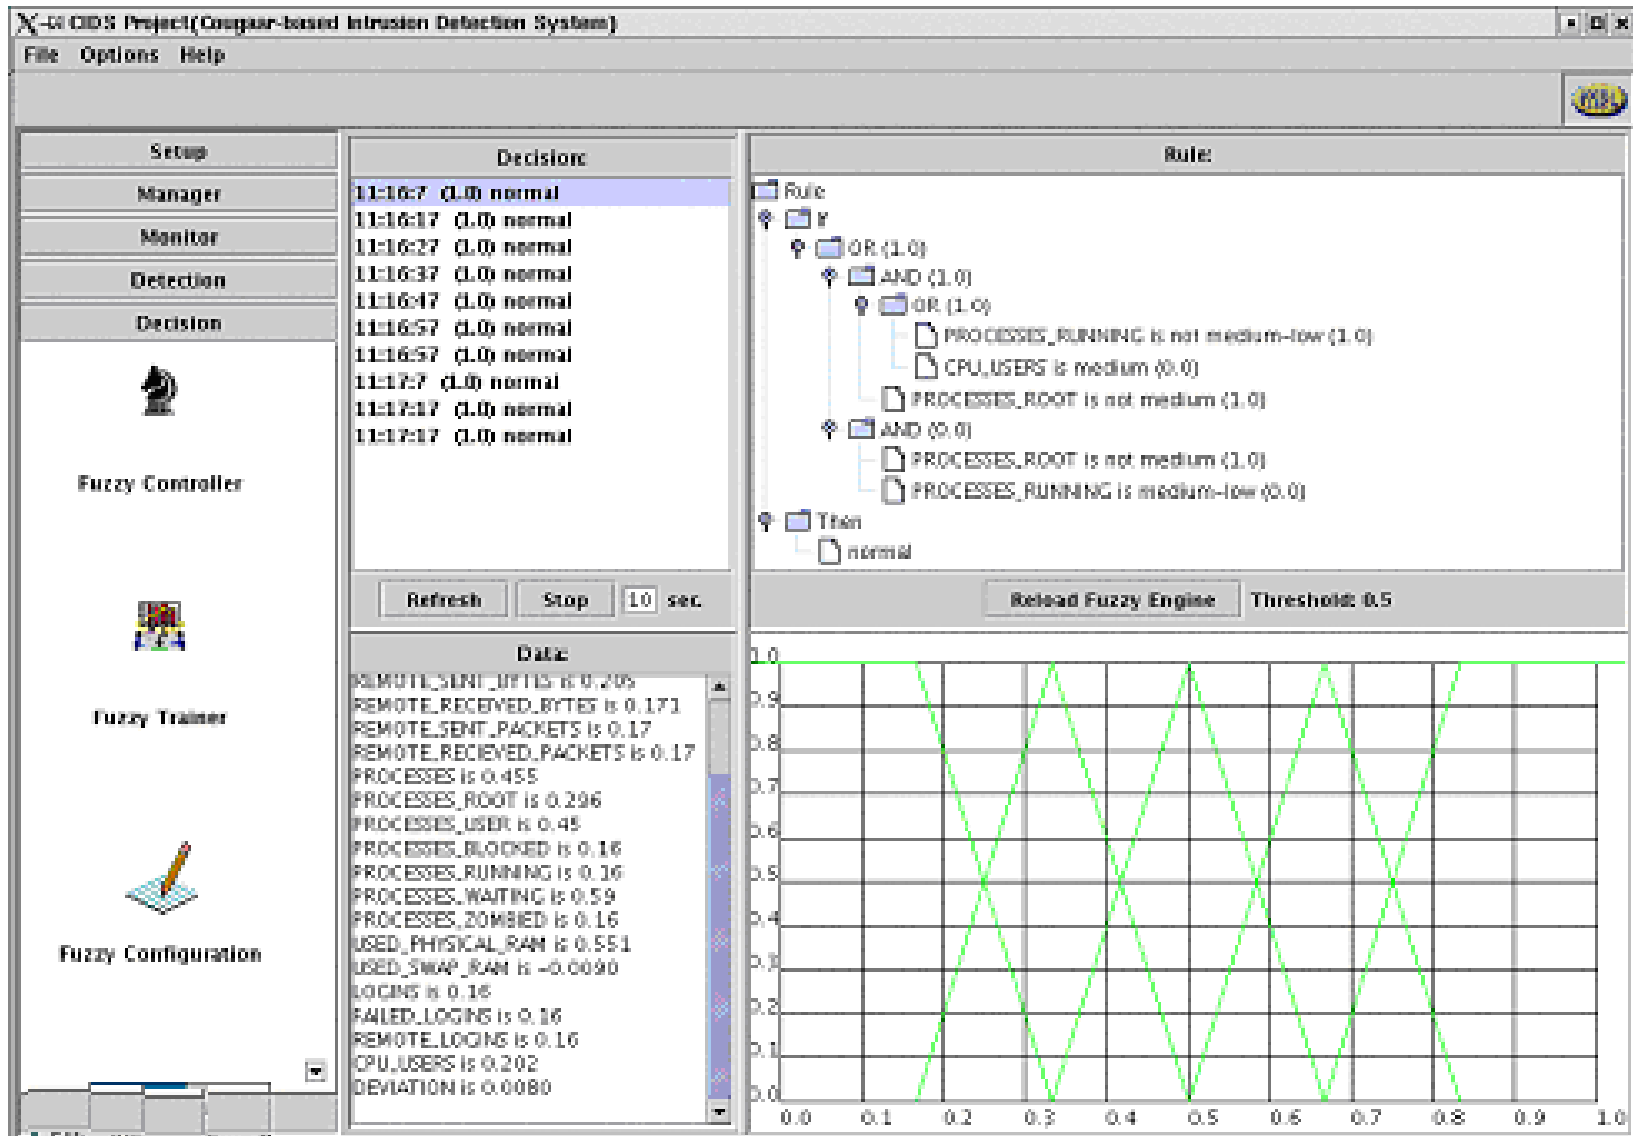 CIDS Project(Cougaar-based Intrusion Detection System)
File Options Help
Setup
Manager
Monitor
Detection
Decision
Fuzzy Controller
Fuzzy Trainer
Fuzzy Configuration
Decision:
11:16:7 (1.0) normal
11:16:17 (1.0) normal
11:16:27 (1.0) normal
11:16:37 (1.0) normal
11:16:47 (1.0) normal
11:16:57 (1.0) normal
11:16:57 (1.0) normal
11:17:7 (1.0) normal
11:17:17 (1.0) normal
11:17:17 (1.0) normal
Refresh Stop 10 sec.
Data:
REMOTE_SENT_BYTES is 0.205
REMOTE_RECEIVED_BYTES is 0.171
REMOTE_SENT_PACKETS is 0.17
REMOTE_RECIEVED_PACKETS is 0.17
PROCESSES is 0.455
PROCESSES_ROOT is 0.296
PROCESSES_USER is 0.45
PROCESSES_BLOCKED is 0.16
PROCESSES_RUNNING is 0.16
PROCESSES_WAITING is 0.59
PROCESSES_ZOMBIED is 0.16
USED_PHYSICAL_RAM is 0.551
USED_SWAP_RAM is -0.0090
LOGINS is 0.16
FAILED_LOGINS is 0.16
REMOTE_LOGINS is 0.16
CPU_USERS is 0.202
DEVIATION is 0.0080
Rule:
Rule
If
OR (1.0)
AND (1.0)
OR (1.0)
PROCESSES_RUNNING is not medium-low (1.0)
CPU_USERS is medium (0.0)
PROCESSES_ROOT is not medium (1.0)
AND (0.0)
PROCESSES_ROOT is not medium (1.0)
PROCESSES_RUNNING is medium-low (0.0)
Then
normal
Reload Fuzzy Engine Threshold: 0.5
1.0
0.9
0.8
0.7
0.6
0.5
0.4
0.3
0.2
0.1
0.0
0.0 0.1 0.2 0.3 0.4 0.5 0.6 0.7 0.8 0.9 1.0